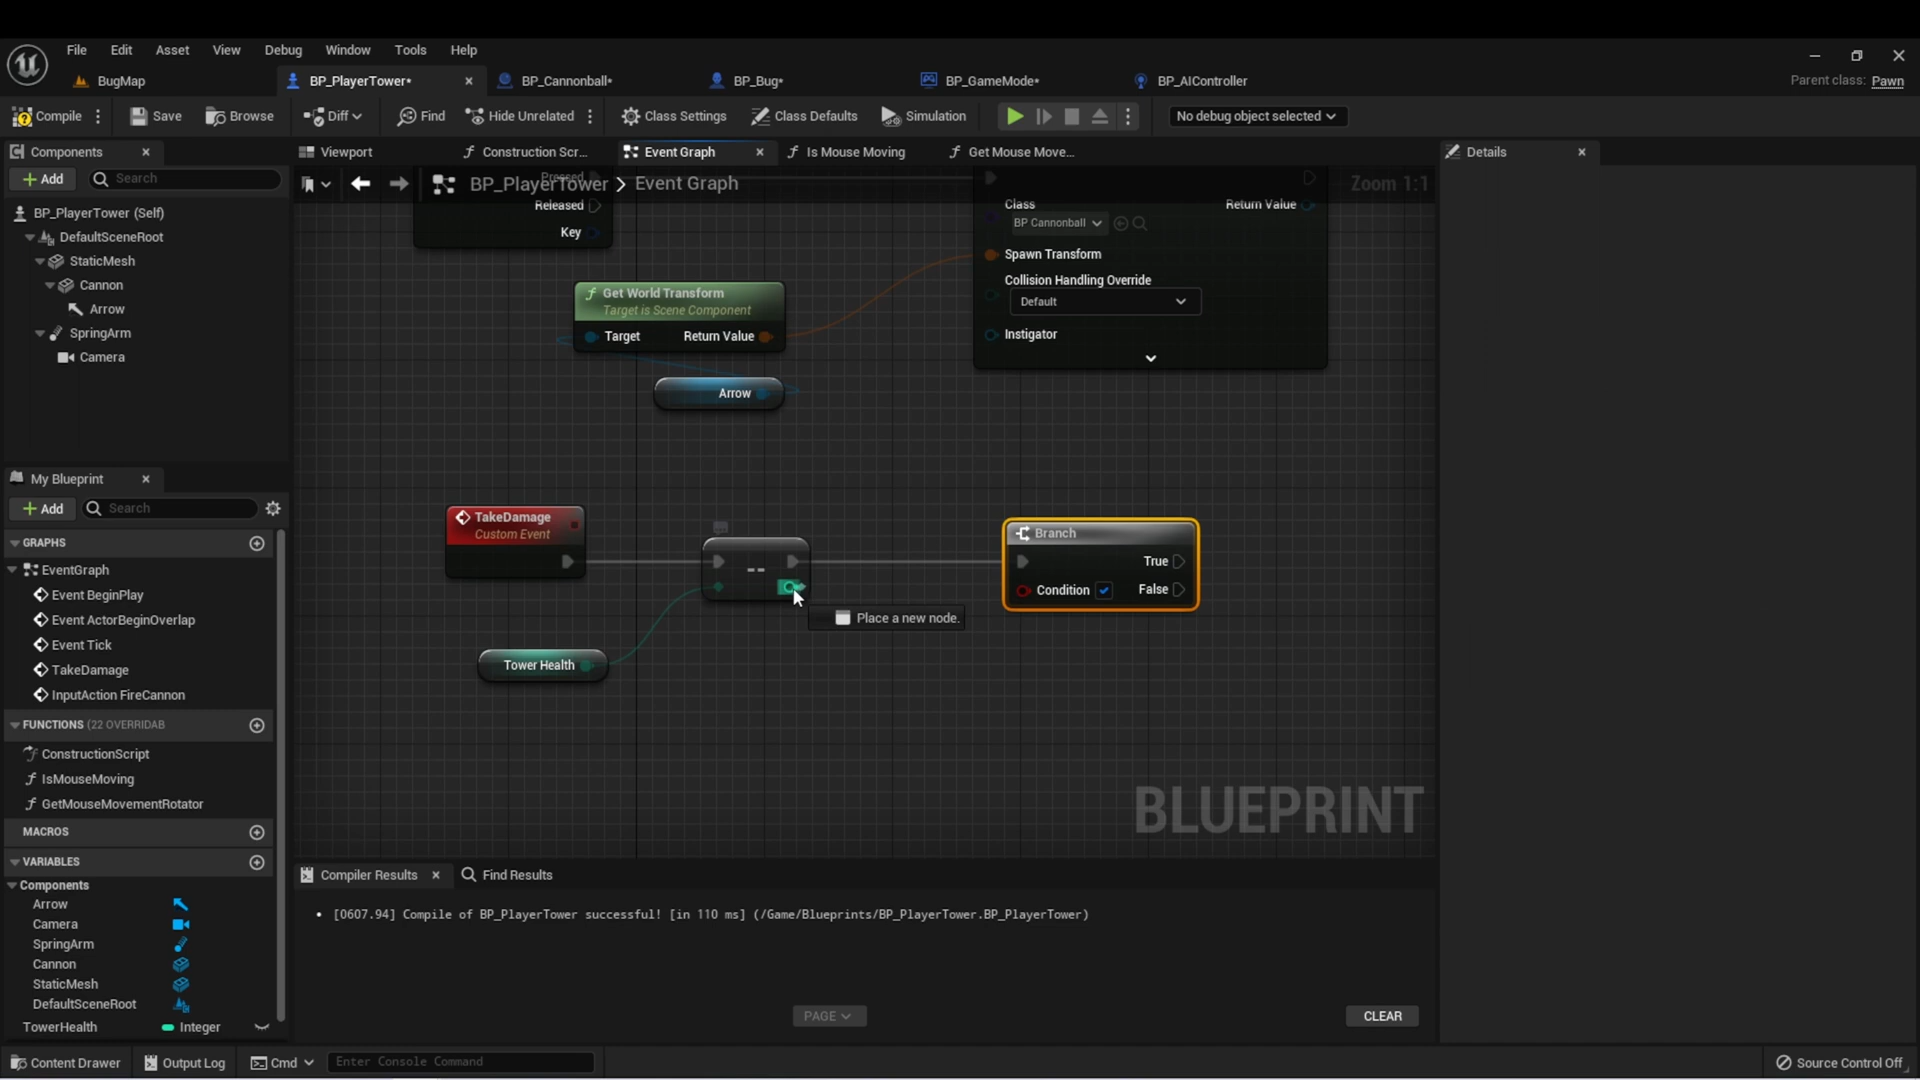 File Edit Asset View Debug Window Tools Help
BugMap BP_PlayerTower* BP_Cannonball* BP_Bug* BP_GameMode* BP_AIController Parent class: Pawn
Compile Save Browse Diff Find Hide Unrelated Class Settings Class Defaults Simulation No debug object selected
Components Viewport Construction Scr... Event Graph Is Mouse Moving Get Mouse Move... Details
Add Search
BP_PlayerTower > Event Graph Zoom 1:1
BP_PlayerTower (Self)
DefaultSceneRoot
StaticMesh
Cannon
Arrow
SpringArm
Camera
Pressed
Released
Key
Class Return Value
BP Cannonball
Spawn Transform
Collision Handling Override
Default
Instigator
Get World Transform
Target is Scene Component
Target Return Value
Arrow
TakeDamage
Custom Event
--
Branch
True
Condition False
Place a new node.
Tower Health
BLUEPRINT
My Blueprint
Add Search
GRAPHS
EventGraph
Event BeginPlay
Event ActorBeginOverlap
Event Tick
TakeDamage
InputAction FireCannon
FUNCTIONS (22 OVERRIDAB
ConstructionScript
IsMouseMoving
GetMouseMovementRotator
MACROS
VARIABLES
Components
Arrow
Camera
SpringArm
Cannon
StaticMesh
DefaultSceneRoot
TowerHealth Integer
Compiler Results Find Results
[0607.94] Compile of BP_PlayerTower successful! [in 110 ms] (/Game/Blueprints/BP_PlayerTower.BP_PlayerTower)
PAGE CLEAR
Content Drawer Output Log Cmd Enter Console Command Source Control Off